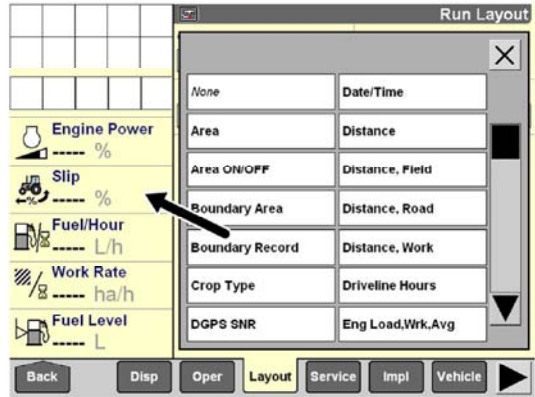 Run Layout
Engine Power
----- %
Slip
----- %
Fuel/Hour
----- L/h
Work Rate
----- ha/h
Fuel Level
----- L
None
Date/Time
Area
Distance
Area ON/OFF
Distance, Field
Boundary Area
Distance, Road
Boundary Record
Distance, Work
Crop Type
Driveline Hours
DGPS SNR
Eng Load,Wrk,Avg
Back
Disp
Oper
Layout
Service
Impl
Vehicle